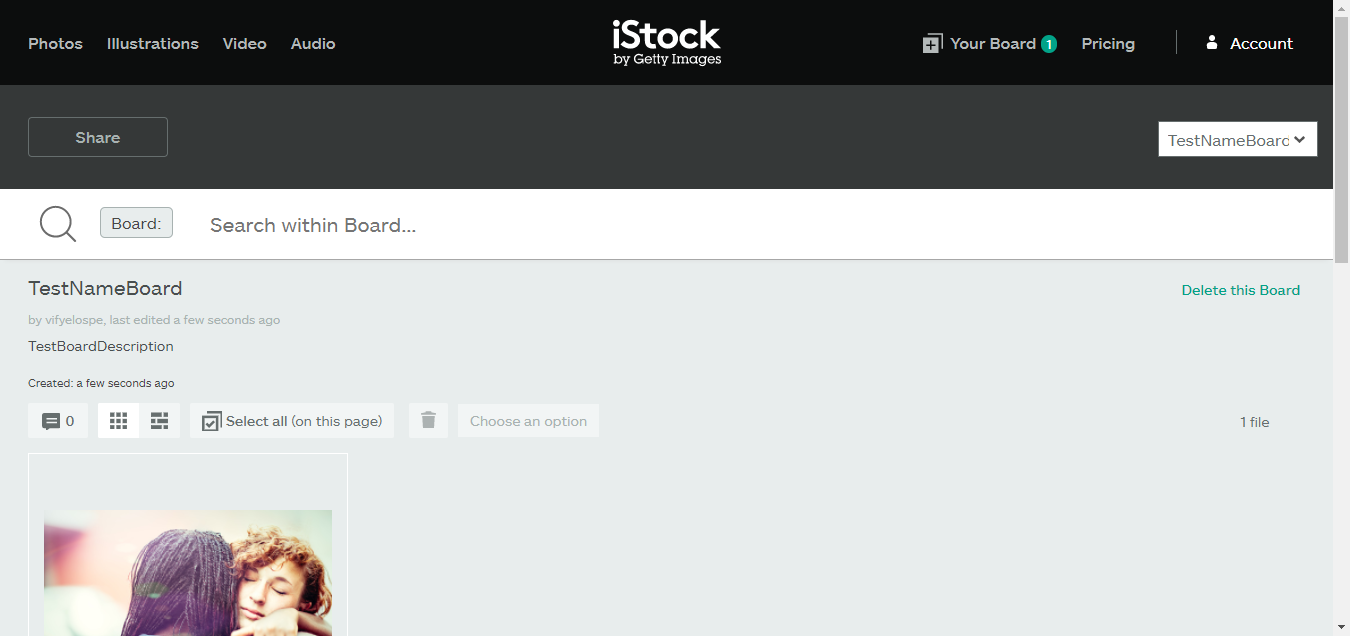 Photos Illustrations Video Audio
iStock
by Getty Images
Your Board 1 Pricing Account
Share
TestNameBoard
Board: Search within Board...
TestNameBoard
Delete this Board
by vifyelospe, last edited a few seconds ago
TestBoardDescription
Created: a few seconds ago
0 Select all (on this page) Choose an option 1 file